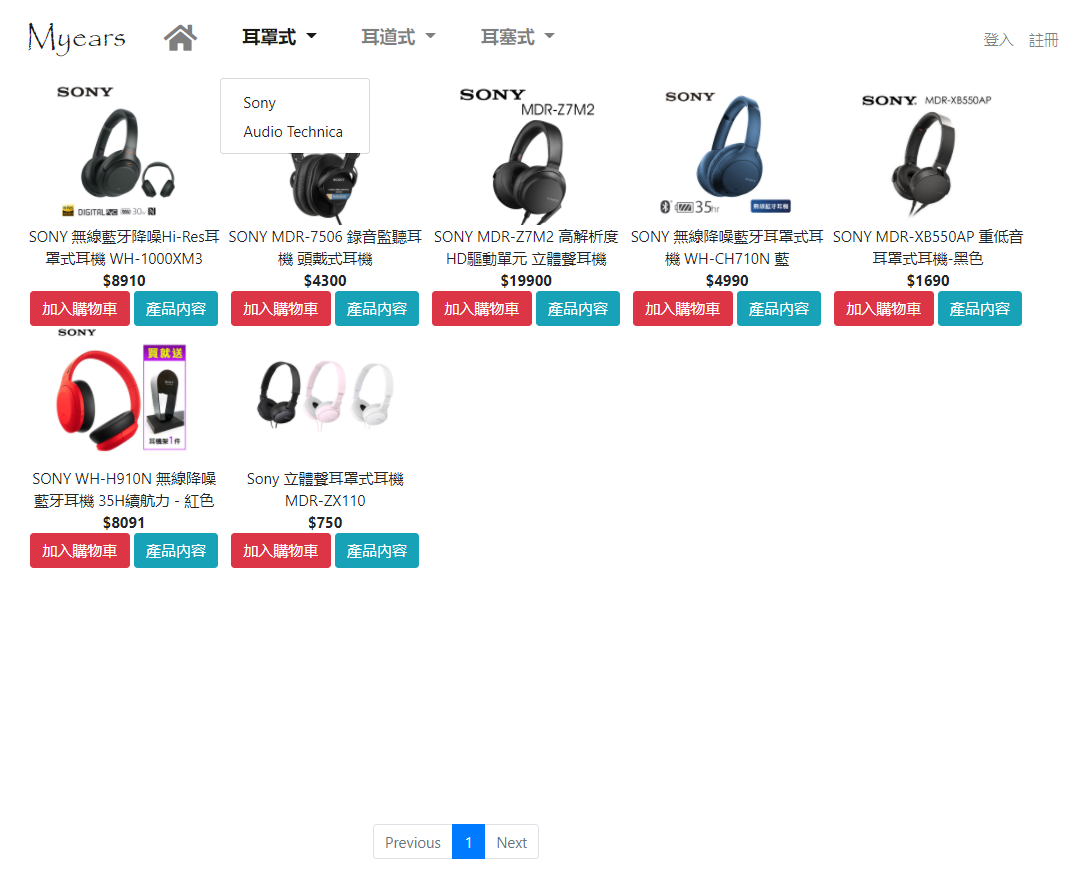 Myears 耳罩式 耳道式 耳塞式 登入 註冊
Sony
Audio Technica
SONY
SONY
MDR-Z7M2
SONY
35hr
無線藍牙耳機
SONY MDR-XB550AP
DIGITAL NC 30
SONY 無線藍牙降噪Hi-Res耳
罩式耳機 WH-1000XM3
$8910
加入購物車 產品內容
SONY MDR-7506 錄音監聽耳
機 頭戴式耳機
$4300
加入購物車 產品內容
SONY MDR-Z7M2 高解析度
HD驅動單元 立體聲耳機
$19900
加入購物車 產品內容
SONY 無線降噪藍牙耳罩式耳
機 WH-CH710N 藍
$4990
加入購物車 產品內容
SONY MDR-XB550AP 重低音
耳罩式耳機-黑色
$1690
加入購物車 產品內容
SONY
買就送
耳機架1件
SONY WH-H910N 無線降噪
藍牙耳機 35H續航力 - 紅色
$8091
加入購物車 產品內容
Sony 立體聲耳罩式耳機
MDR-ZX110
$750
加入購物車 產品內容
Previous 1 Next